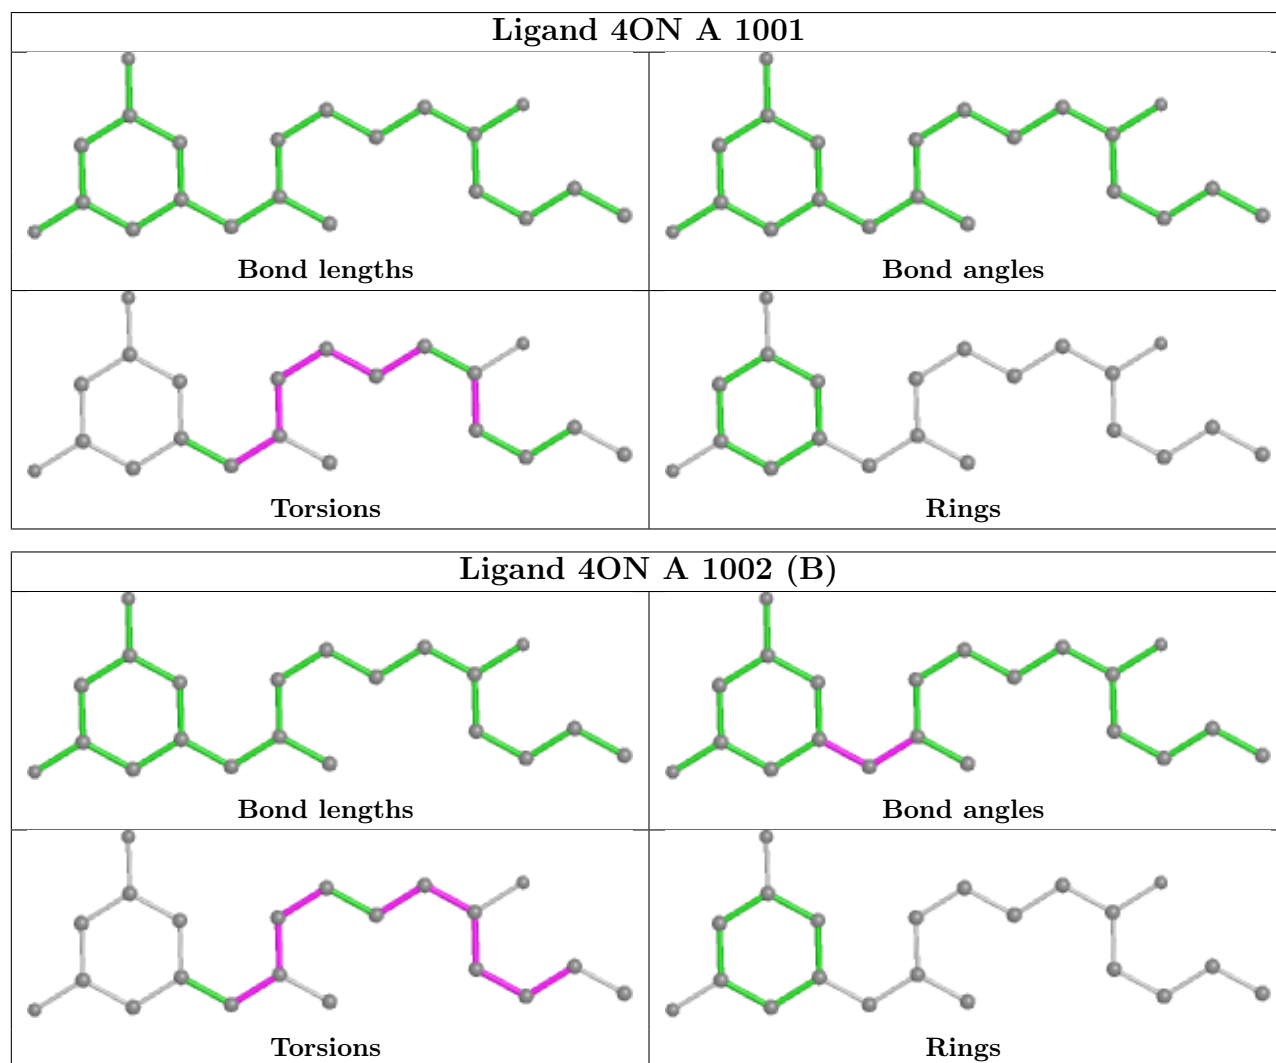 Ligand 4ON A 1001
Bond lengths
Bond angles
Torsions
Rings
Ligand 4ON A 1002 (B)
Bond lengths
Bond angles
Torsions
Rings